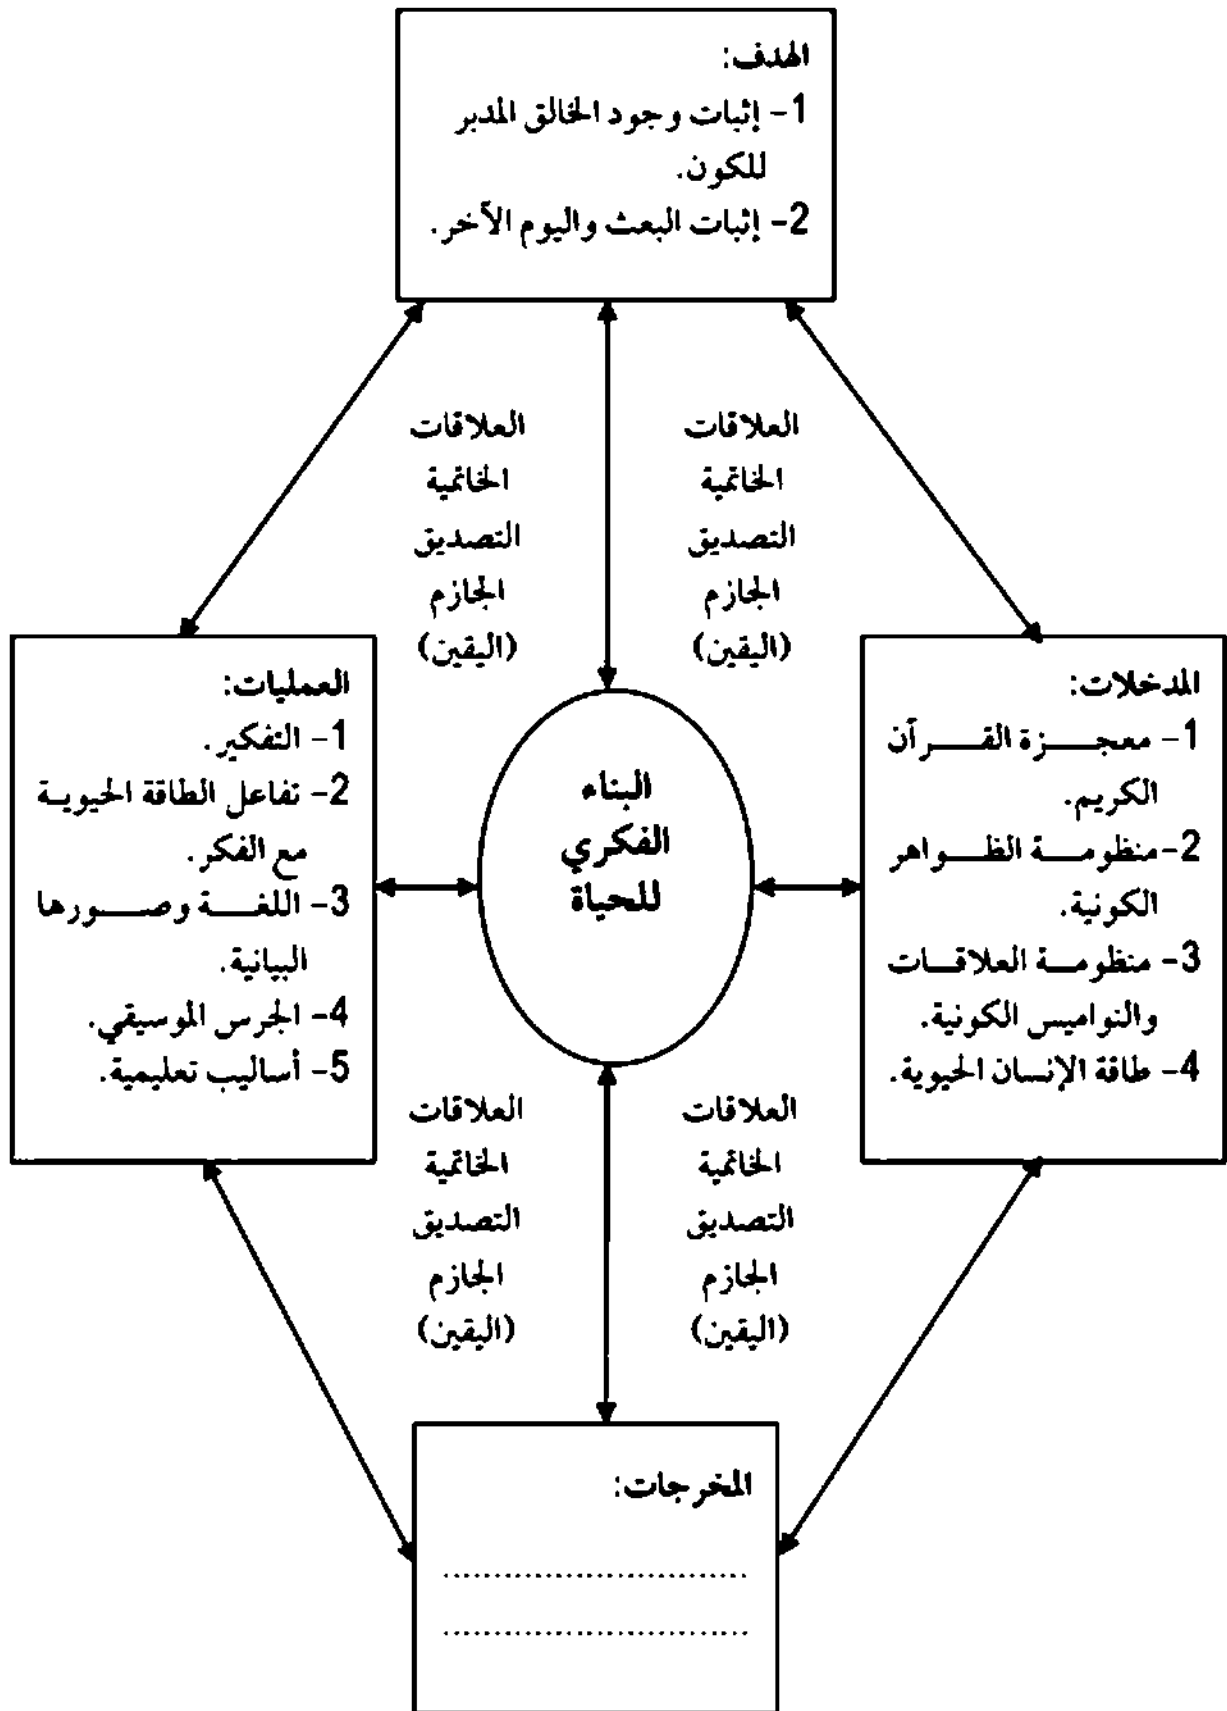 الهدف:
1- إثبات وجود الخالق المدبر
للكون.
2- إثبات البعث واليوم الآخر.
العلاقات
الخاتمية
التصديق
الجازم
(اليقين)
العلاقات
الخاتمية
التصديق
الجازم
(اليقين)
المدخلات:
1- معجزة القرآن
الكريم.
2- منظومة الظواهر
الكونية.
3- منظومة العلاقات
والنواميس الكونية.
4- طاقة الإنسان الحيوية.
البناء
الفكري
للحياة
العمليات:
1- التفكير.
2- تفاعل الطاقة الحيوية
مع الفكر.
3- اللغة وصورها
البيانية.
4- الجرس الموسيقي.
5- أساليب تعليمية.
العلاقات
الخاتمية
التصديق
الجازم
(اليقين)
العلاقات
الخاتمية
التصديق
الجازم
(اليقين)
المخرجات:
..............................
..............................